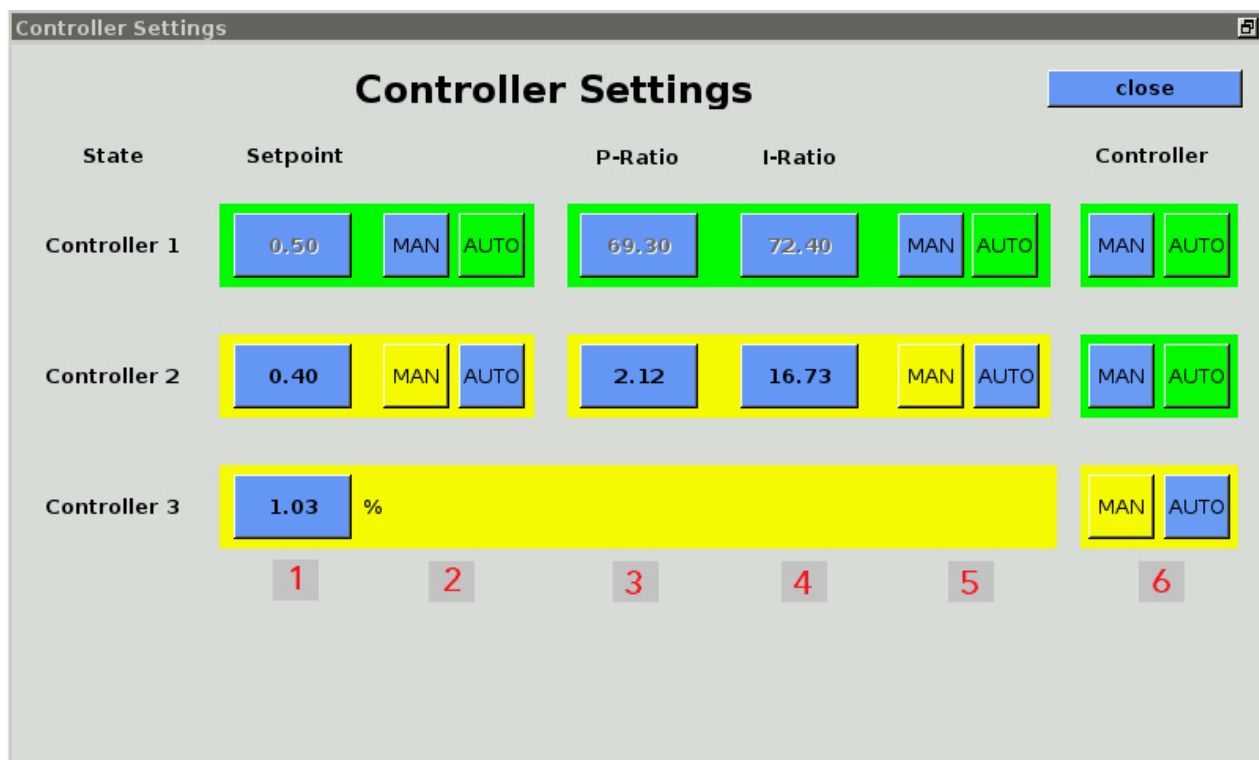 Controller Settings
Controller Settings
close
State Setpoint P-Ratio I-Ratio Controller
Controller 1 0.50 MAN AUTO 69.30 72.40 MAN AUTO MAN AUTO
Controller 2 0.40 MAN AUTO 2.12 16.73 MAN AUTO MAN AUTO
Controller 3 1.03 % MAN AUTO
1 2 3 4 5 6